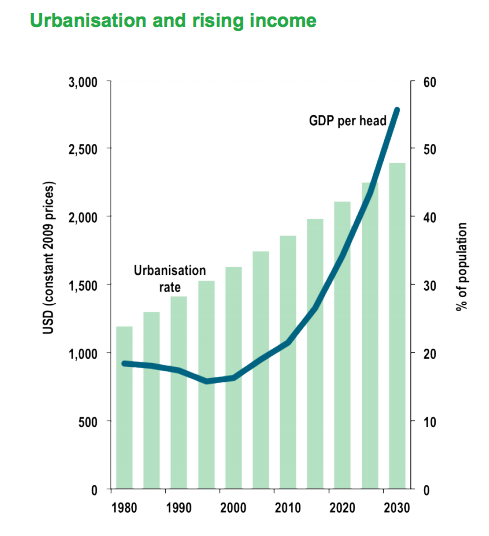 Urbanisation and rising income
3,000
2,500
2,000
1,500
1,000
500
0
USD (constant 2009 prices)
60
50
40
30
20
10
0
% of population
GDP per head
Urbanisation
rate
1980 1990 2000 2010 2020 2030